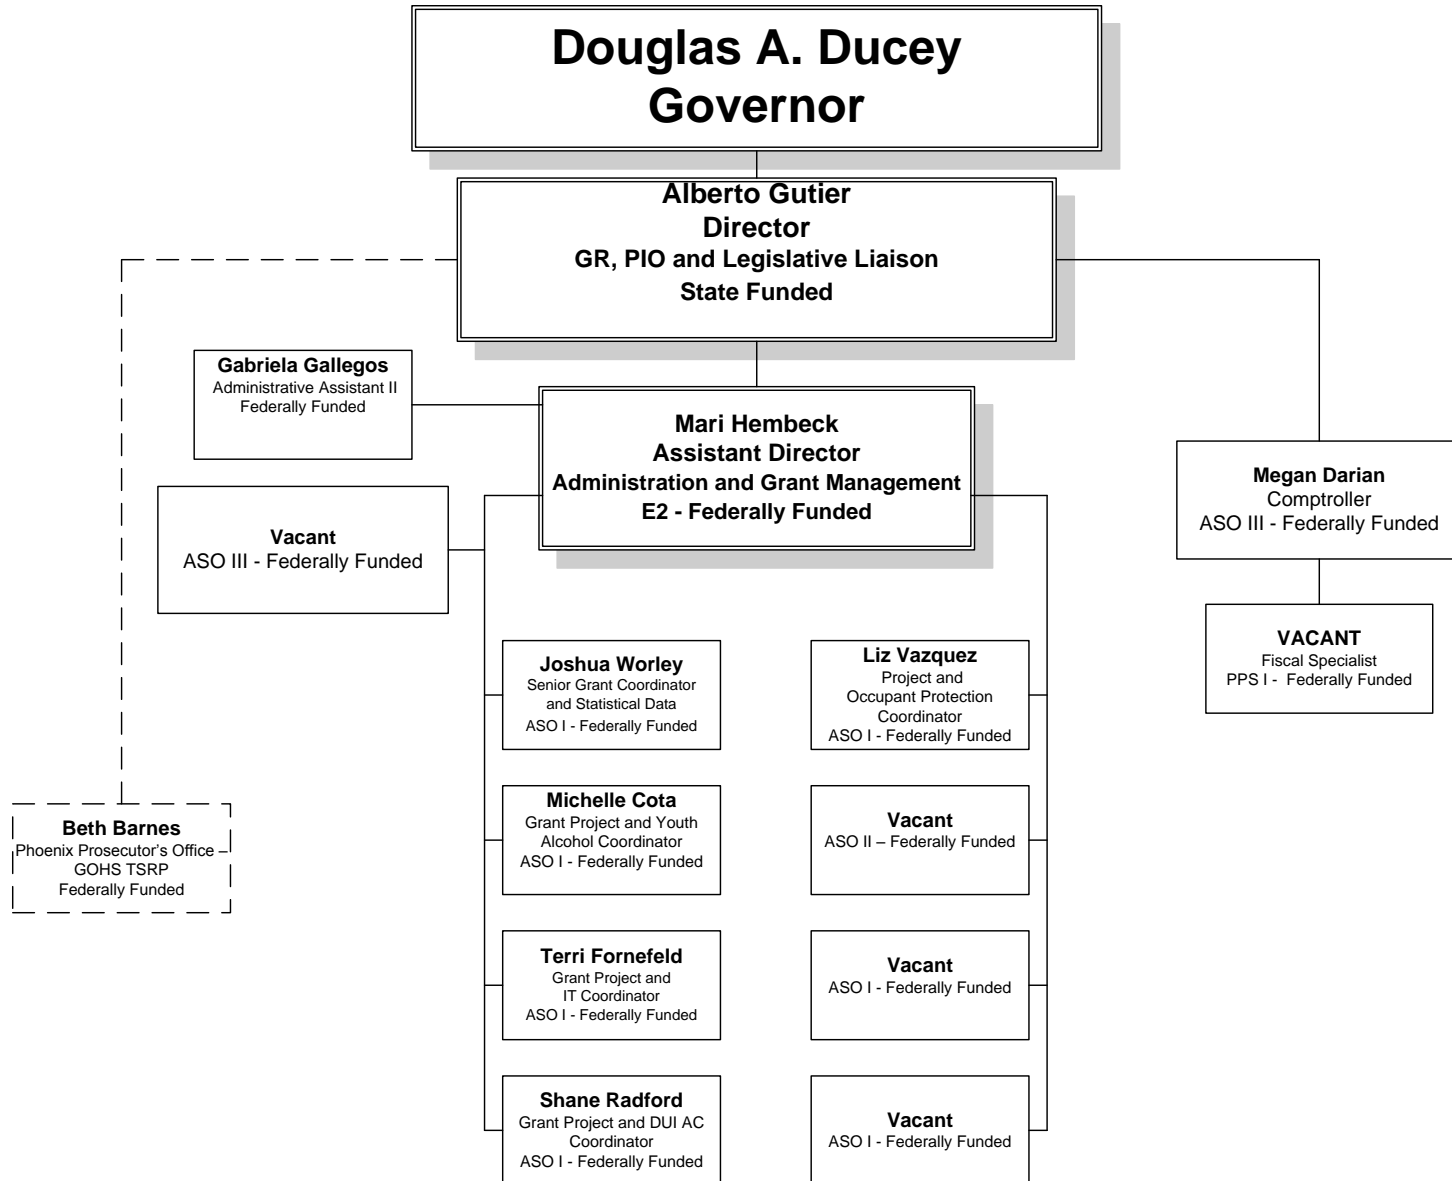 Douglas A. Ducey
Governor
Alberto Gutier
Director
GR, PIO and Legislative Liaison
State Funded
Gabriela Gallegos
Administrative Assistant II
Federally Funded
Mari Hembeck
Assistant Director
Administration and Grant Management
E2 - Federally Funded
Megan Darian
Comptroller
ASO III - Federally Funded
Vacant
ASO III - Federally Funded
VACANT
Fiscal Specialist
PPS I -  Federally Funded
Joshua Worley
Senior Grant Coordinator
and Statistical Data
ASO I - Federally Funded
Liz Vazquez
Project and
Occupant Protection
Coordinator
ASO I - Federally Funded
Beth Barnes
Phoenix Prosecutor's Office –
GOHS TSRP
Federally Funded
Michelle Cota
Grant Project and Youth
Alcohol Coordinator
ASO I - Federally Funded
Vacant
ASO II – Federally Funded
Terri Fornefeld
Grant Project and
IT Coordinator
ASO I - Federally Funded
Vacant
ASO I - Federally Funded
Shane Radford
Grant Project and DUI AC
Coordinator
ASO I - Federally Funded
Vacant
ASO I - Federally Funded